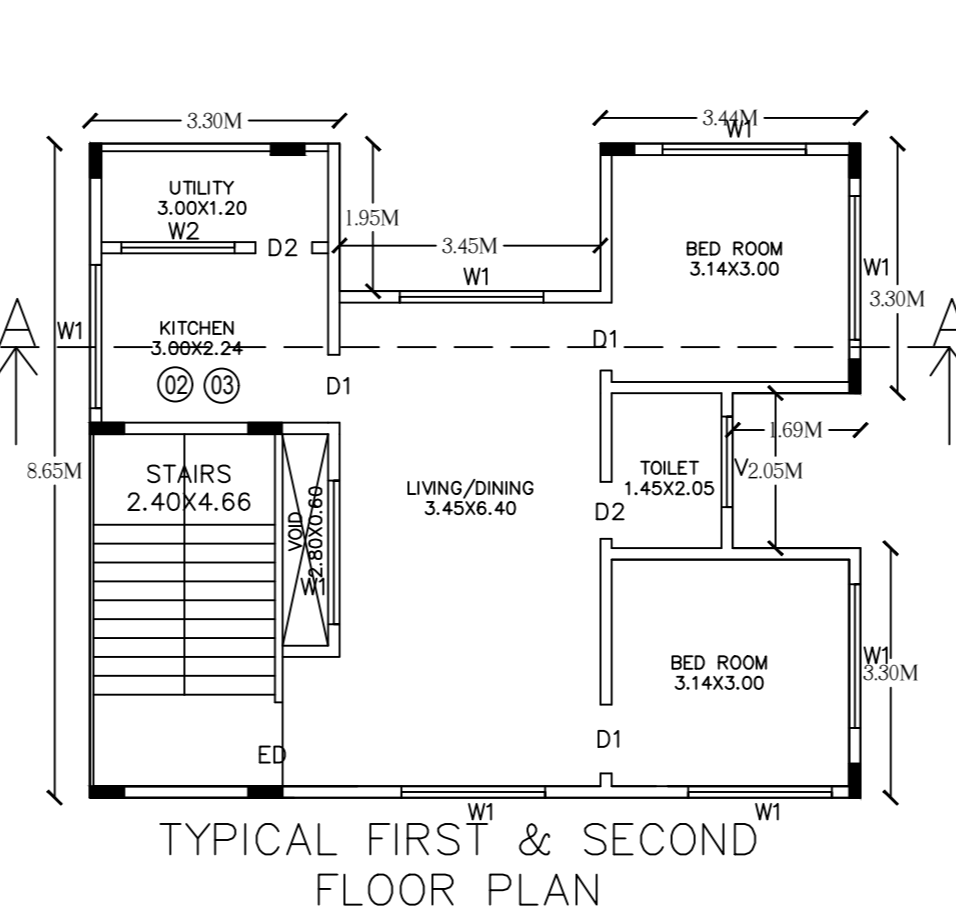 3.30M
3.44M
W1
UTILITY
3.00X1.20
W2
D2
1.95M
3.45M
W1
BED ROOM
3.14X3.00
W1
3.30M
A
A
W1
KITCHEN
3.00X2.24
02
03
D1
D1
8.65M
STAIRS
2.40X4.66
VOID
2.80X0.60
W1
LIVING/DINING
3.45X6.40
TOILET
1.45X2.05
V
1.69M
2.05M
D2
BED ROOM
3.14X3.00
W1
3.30M
ED
D1
W1
W1
TYPICAL FIRST & SECOND
FLOOR PLAN